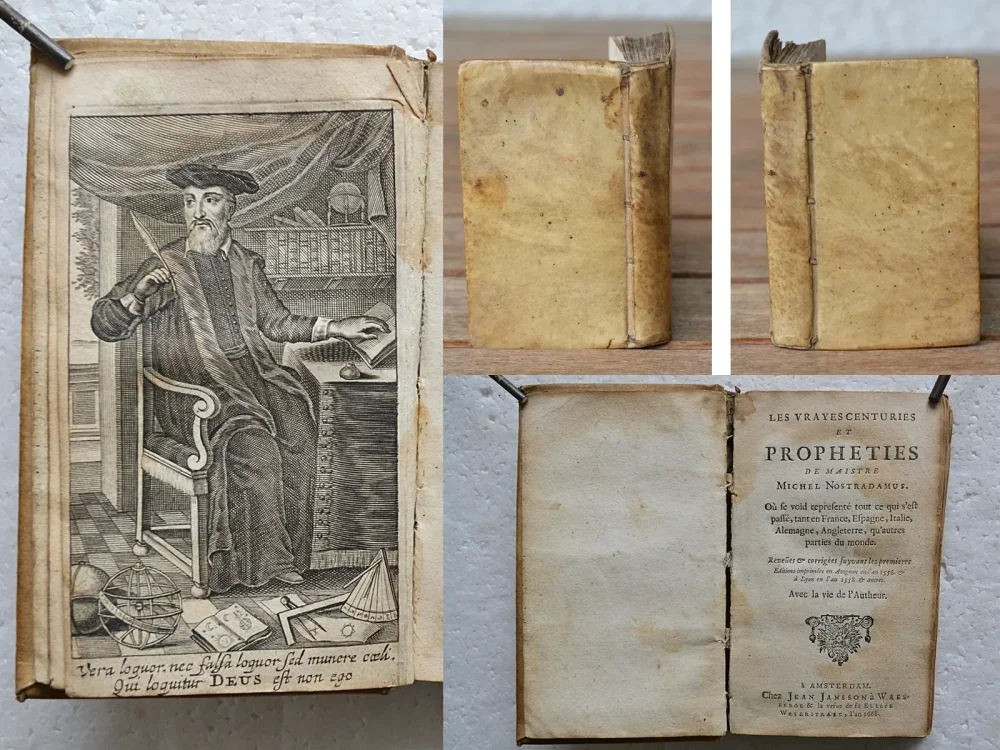 Vera loquor, nec falsa loquor sed munere cœli.
Qui loquitur DEUS est non ego
LES VRAYES CENTURIES
ET
PROPHETIES
DE MAISTRE
MICHEL NOSTRADAMUS.
Où se void representé tout ce qui s'est
passé, tant en France, Espagne, Italie,
Alemagne, Angleterre, qu'autres
parties du monde.
Reveües & corrigées suyvant les premieres
Editions imprimées en Avignon en l'an 1556. &
à Lyon en l'an 1558. & autres.
Avec la vie de l'Autheur.
à AMSTERDAM.
Chez JEAN JANSSON à WAES-
BERGE & la vefue de fe ELIZÉE
WEYERSTRAET, l'an 1668.